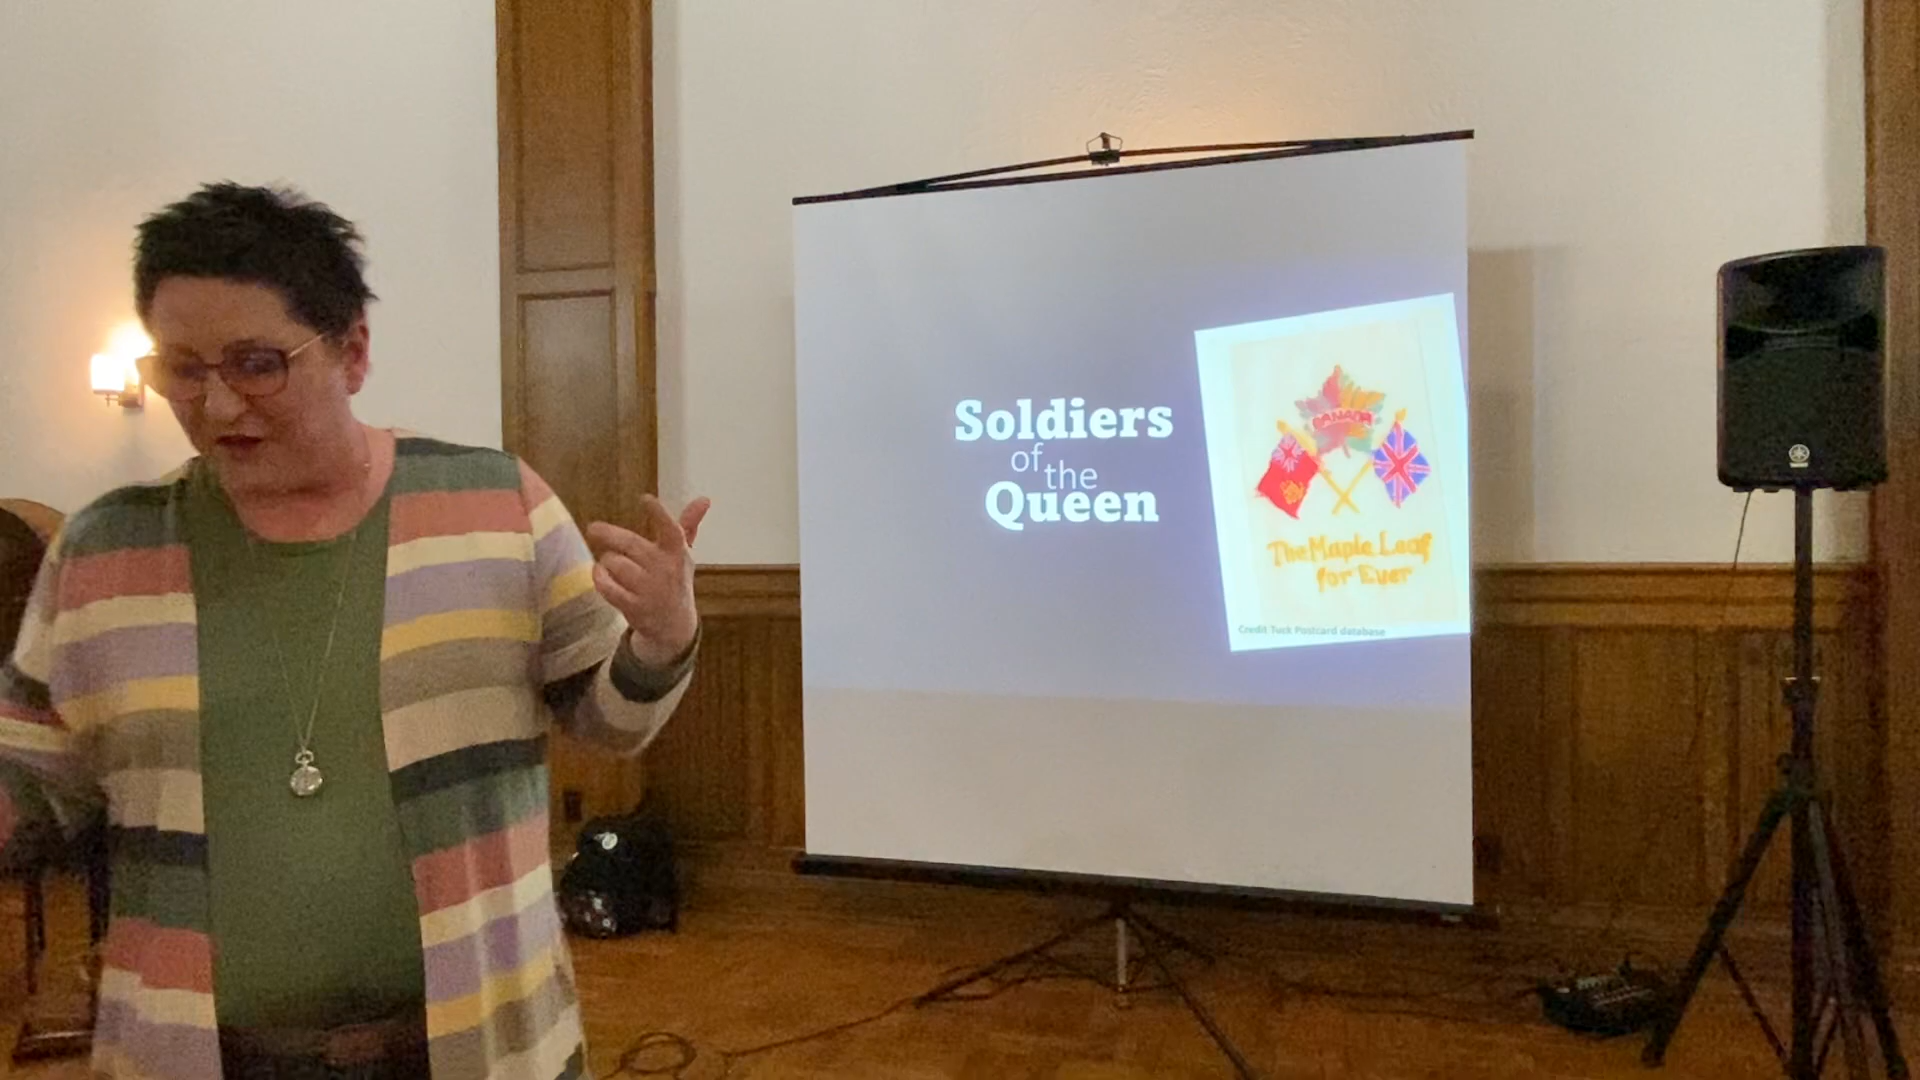 Soldiers
of the
Queen
CANADA
The Maple Leaf
for Ever
Credit Tuck Postcard database